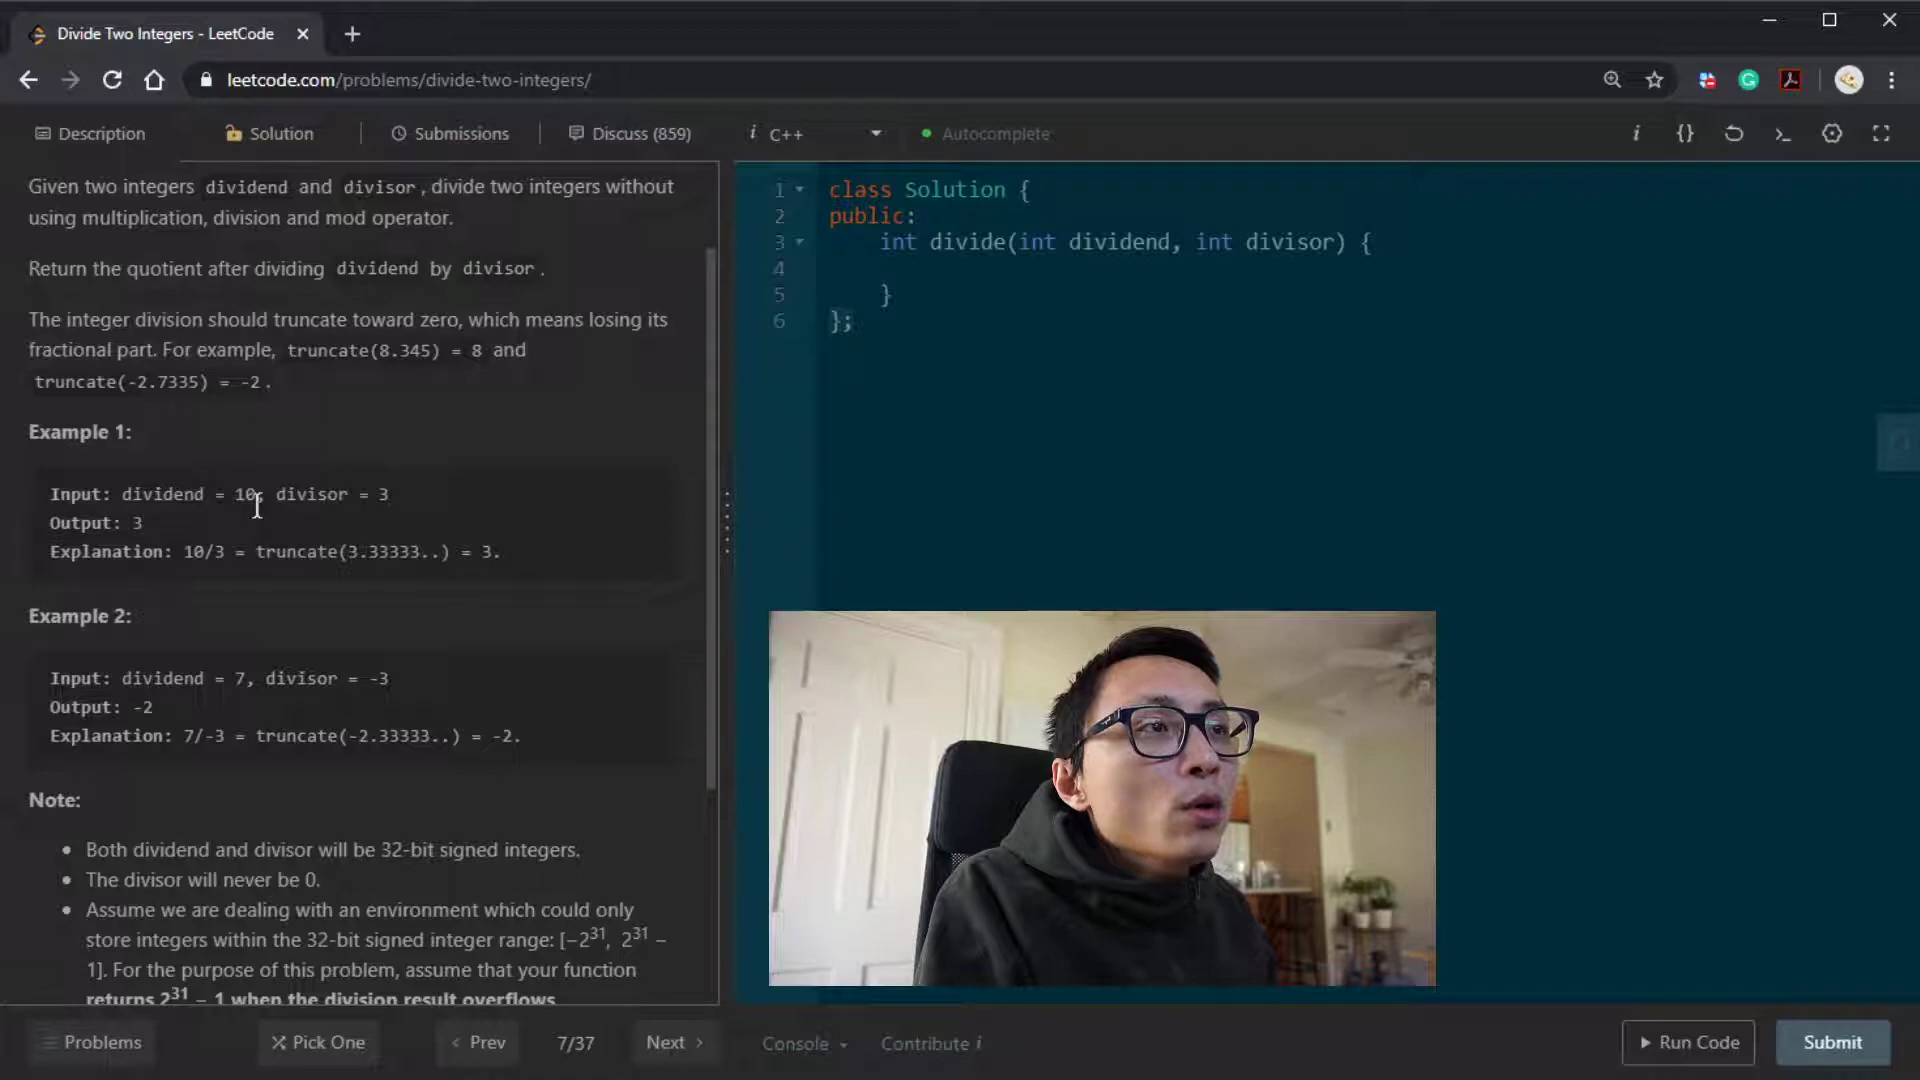 Divide Two Integers - LeetCode
leetcode.com/problems/divide-two-integers/
Description
Solution
Submissions
Discuss (859)
i C++
Autocomplete
Given two integers dividend and divisor, divide two integers without
using multiplication, division and mod operator.
Return the quotient after dividing dividend by divisor.
The integer division should truncate toward zero, which means losing its
fractional part. For example, truncate(8.345) = 8 and
truncate(-2.7335) = -2.
Example 1:
Input: dividend = 10, divisor = 3
Output: 3
Explanation: 10/3 = truncate(3.33333..) = 3.
Example 2:
Input: dividend = 7, divisor = -3
Output: -2
Explanation: 7/-3 = truncate(-2.33333..) = -2.
Note:
• Both dividend and divisor will be 32-bit signed integers.
• The divisor will never be 0.
• Assume we are dealing with an environment which could only
store integers within the 32-bit signed integer range: [−2³¹, 2³¹ −
1]. For the purpose of this problem, assume that your function
returns 2³¹ − 1 when the division result overflows
1 class Solution {
2 public:
3 int divide(int dividend, int divisor) {
4
5 }
6 };
Problems
Pick One
Prev
7/37
Next
Console
Contribute i
Run Code
Submit